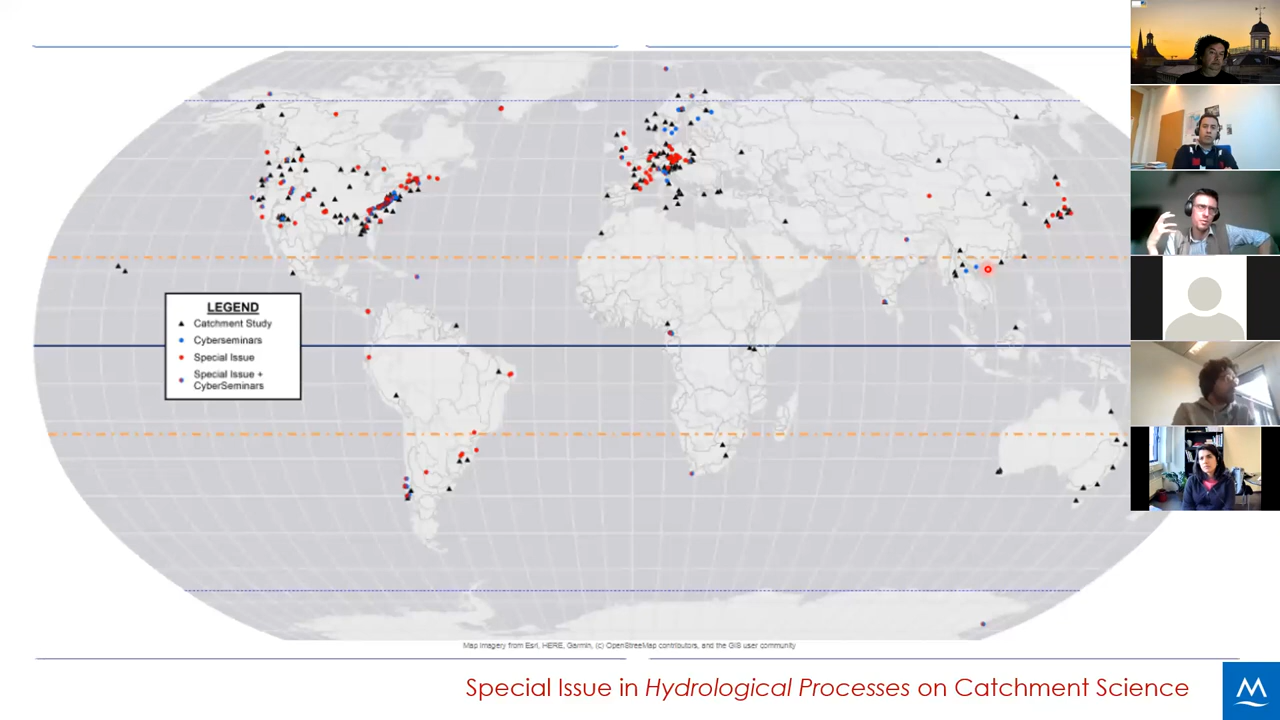 LEGEND
Catchment Study
Cyberseminars
Special Issue
Special Issue +
CyberSeminars
Map Imagery from Esri, HERE, Garmin, (c) OpenStreeMap contributors, and the GIS user community
Special Issue in Hydrological Processes on Catchment Science